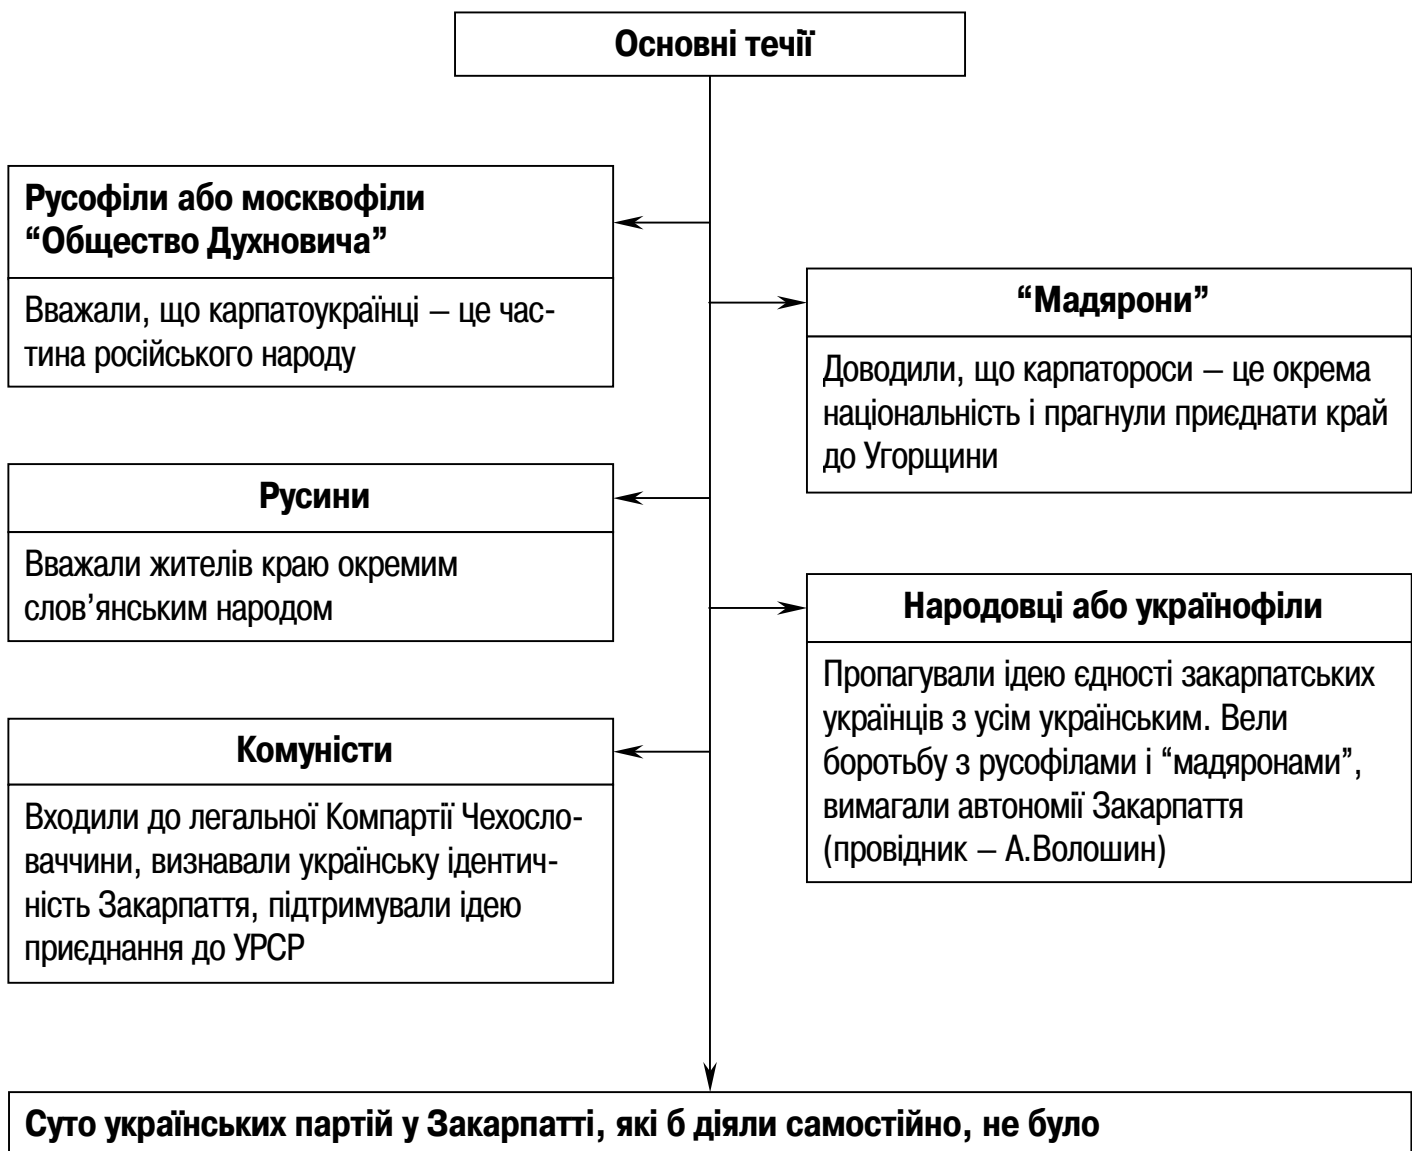 Основні течії
Русофіли або москвофіли
“Общество Духновича”
Вважали, що карпатоукраїнці – це час-
тина російського народу
“Мадярони”
Доводили, що карпатороси – це окрема
національність і прагнули приєднати край
до Угорщини
Русини
Вважали жителів краю окремим
слов’янським народом
Народовці або українофіли
Пропагували ідею єдності закарпатських
українців з усім українським. Вели
боротьбу з русофілами і “мадяронами”,
вимагали автономії Закарпаття
(провідник – А.Волошин)
Комуністи
Входили до легальної Компартії Чехосло-
ваччини, визнавали українську ідентич-
ність Закарпаття, підтримували ідею
приєднання до УРСР
Суто українських партій у Закарпатті, які б діяли самостійно, не було